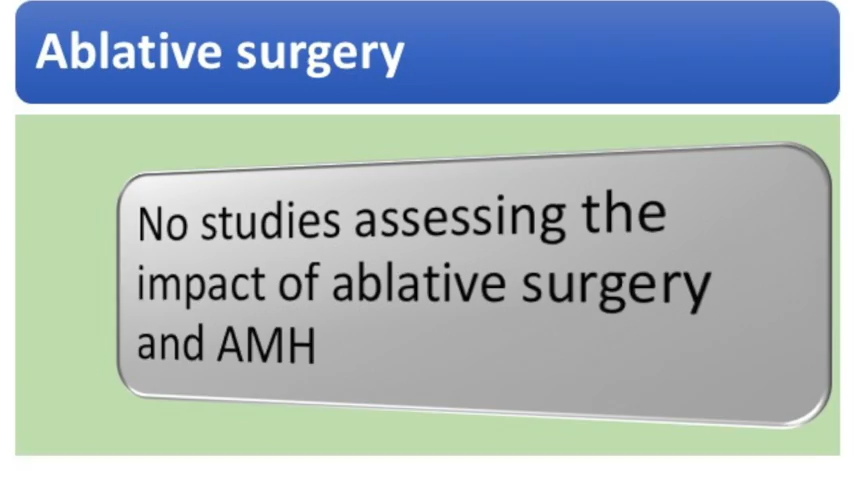 Ablative surgery
No studies assessing the
impact of ablative surgery
and AMH